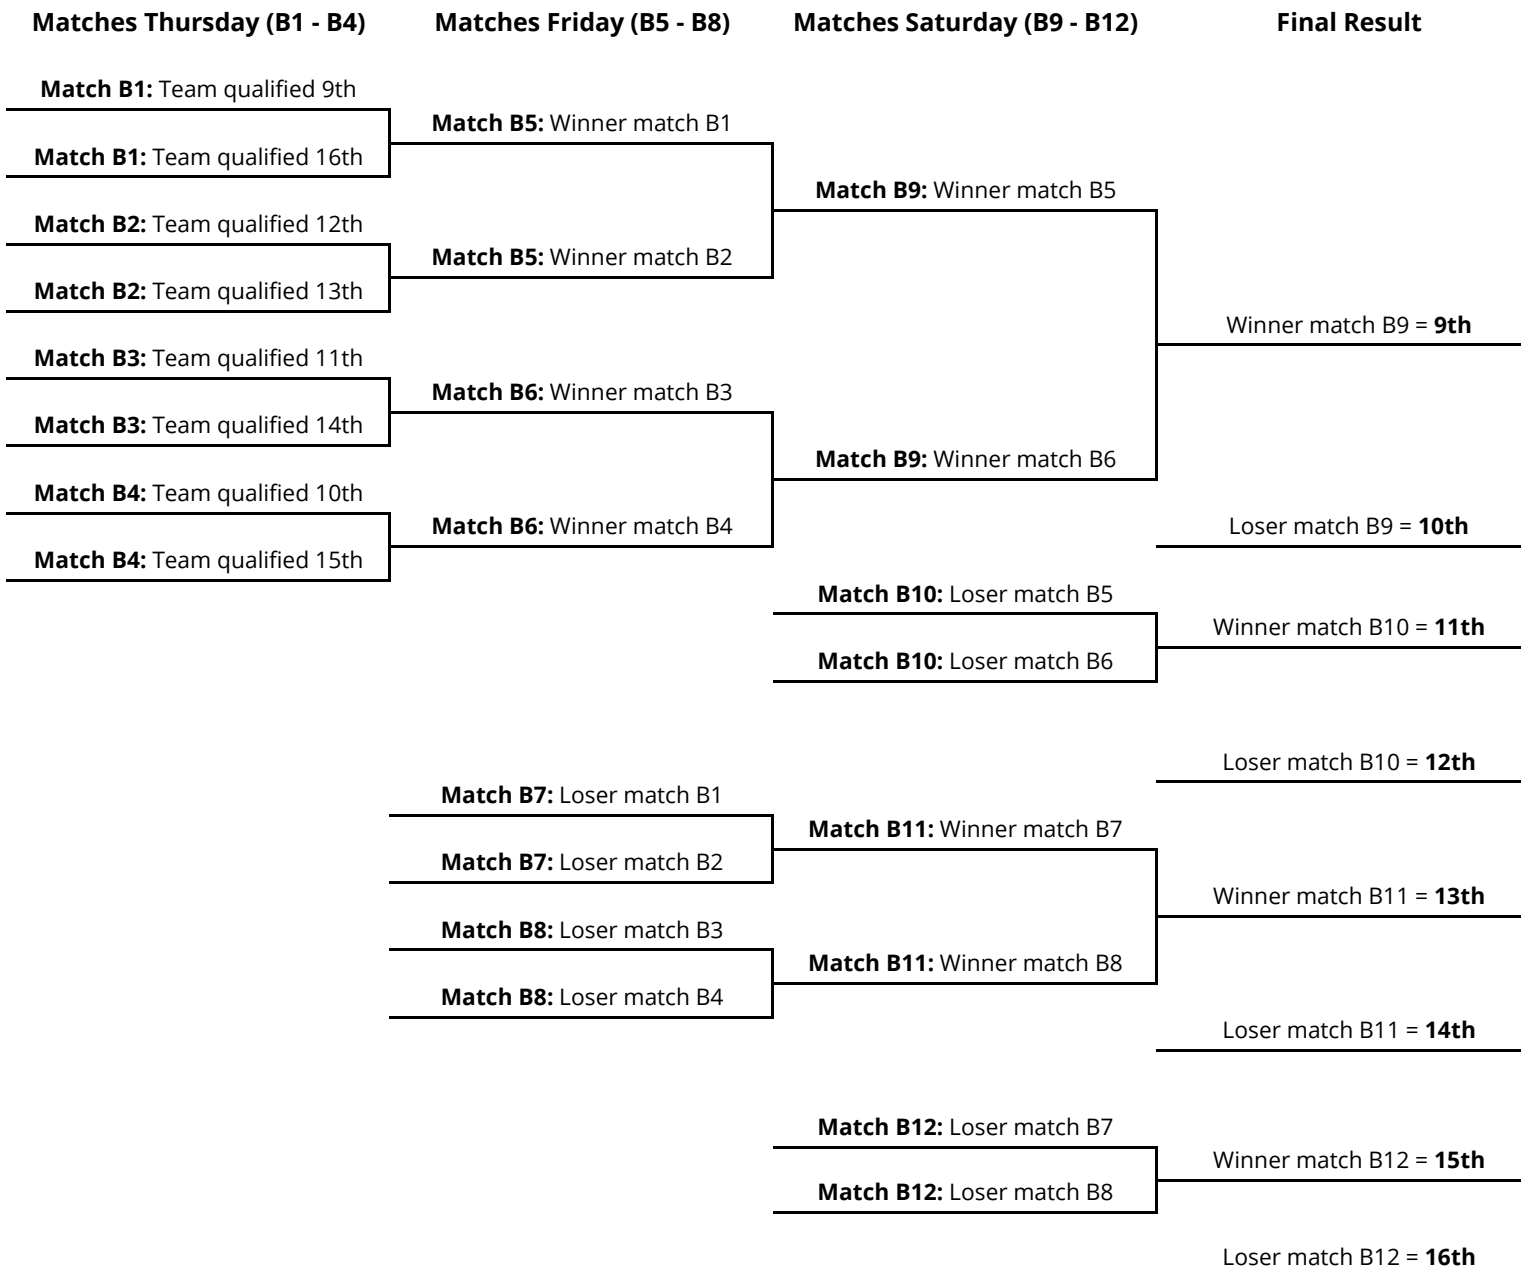 Matches Thursday (B1 - B4)
Matches Friday (B5 - B8)
Matches Saturday (B9 - B12)
Final Result
Match B1: Team qualified 9th
Match B1: Team qualified 16th
Match B2: Team qualified 12th
Match B2: Team qualified 13th
Match B3: Team qualified 11th
Match B3: Team qualified 14th
Match B4: Team qualified 10th
Match B4: Team qualified 15th
Match B5: Winner match B1
Match B5: Winner match B2
Match B6: Winner match B3
Match B6: Winner match B4
Match B7: Loser match B1
Match B7: Loser match B2
Match B8: Loser match B3
Match B8: Loser match B4
Match B9: Winner match B5
Match B9: Winner match B6
Match B10: Loser match B5
Match B10: Loser match B6
Match B11: Winner match B7
Match B11: Winner match B8
Match B12: Loser match B7
Match B12: Loser match B8
Winner match B9 = 9th
Loser match B9 = 10th
Winner match B10 = 11th
Loser match B10 = 12th
Winner match B11 = 13th
Loser match B11 = 14th
Winner match B12 = 15th
Loser match B12 = 16th